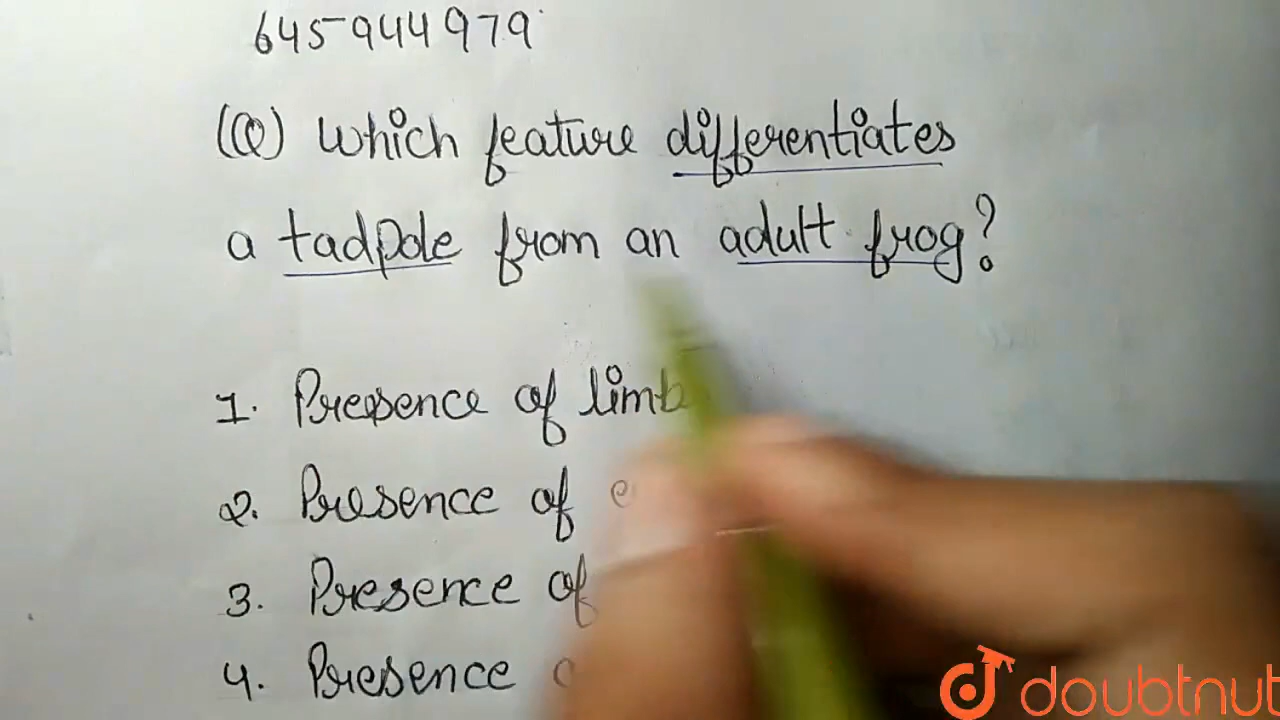 645944979
(Q) Which feature differentiates
a tadpole from an adult frog?
1. Presence of limb
2. Presence of
3. Presence of
4. Presence
doubtnut